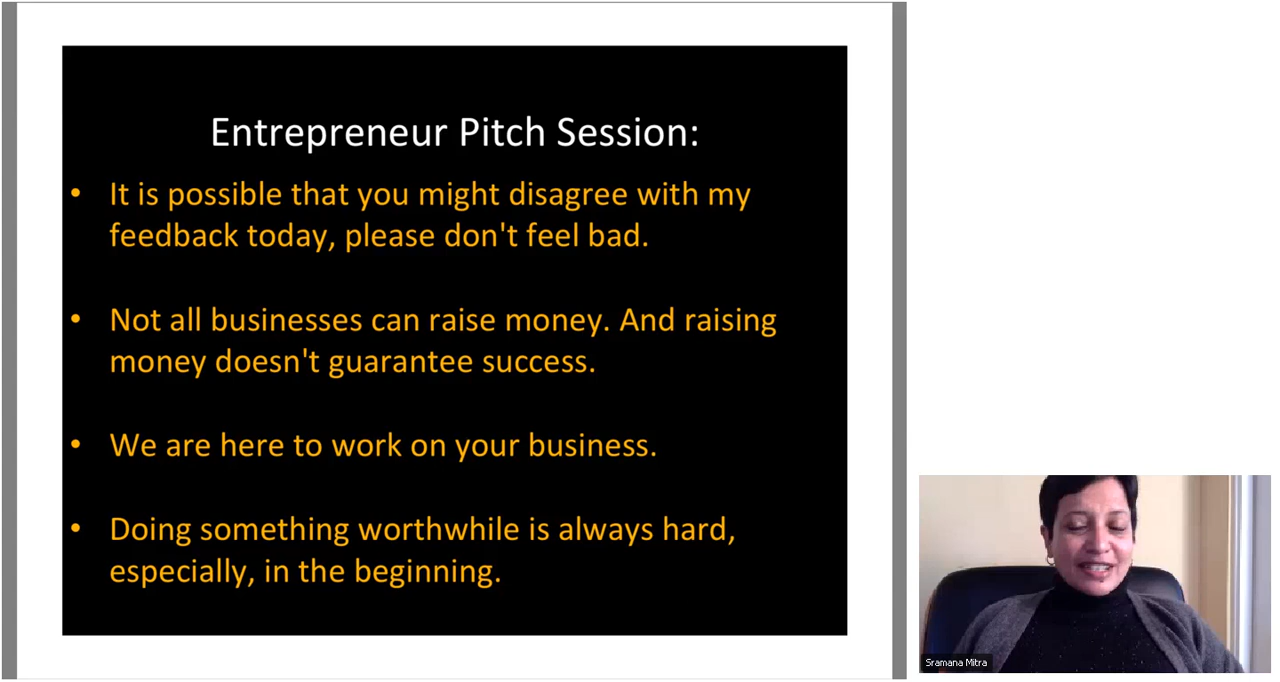 Entrepreneur Pitch Session:
• It is possible that you might disagree with my
feedback today, please don't feel bad.
• Not all businesses can raise money. And raising
money doesn't guarantee success.
• We are here to work on your business.
• Doing something worthwhile is always hard,
especially, in the beginning.
Sramana Mitra